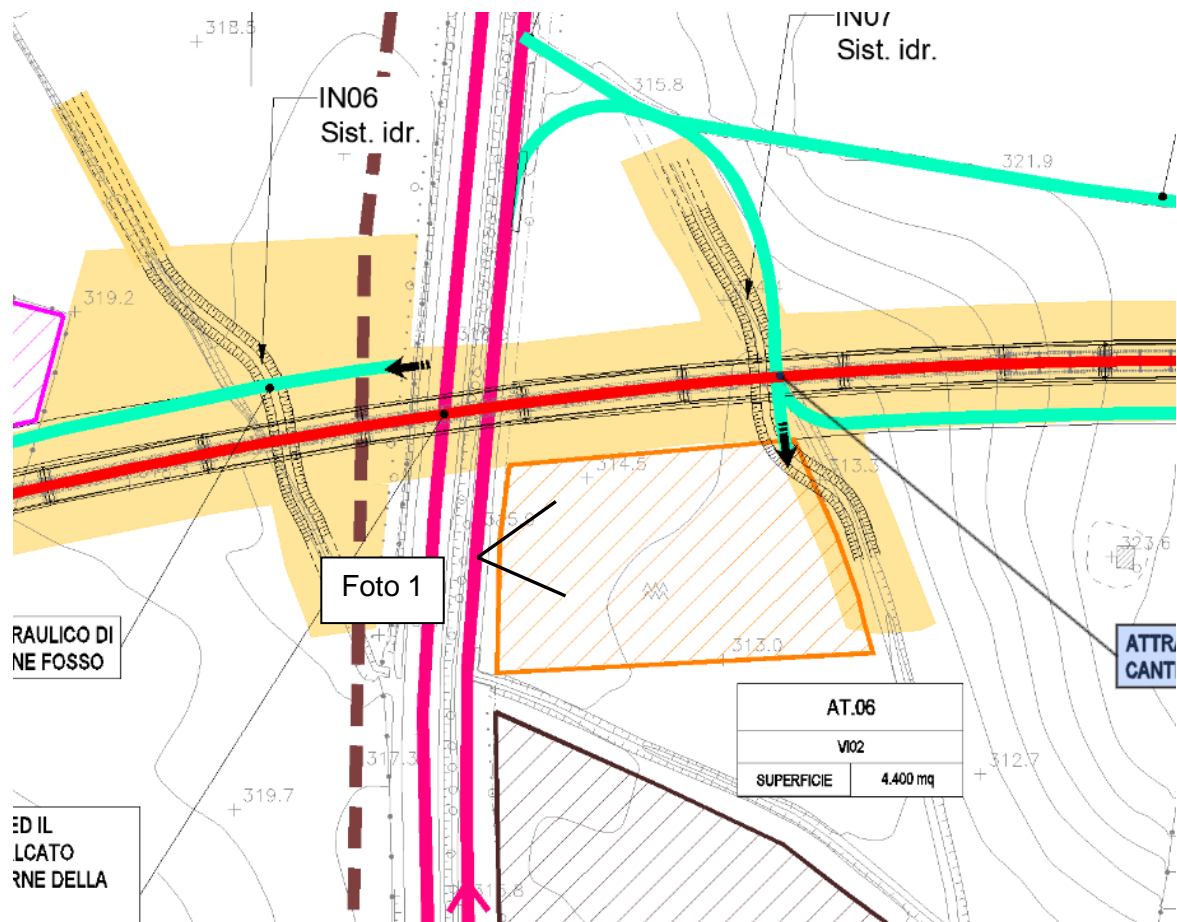 318.5
IN07
Sist. idr.
IN06
Sist. idr.
315.8
321.9
319.2
314.5
313.3
323.6
Foto 1
RAULICO DI
NE FOSSO
313.0
ATTRA
CANTI
AT.06
VI02
SUPERFICIE 4.400 mq
317.3
312.7
319.7
ED IL
LCATO
RNE DELLA